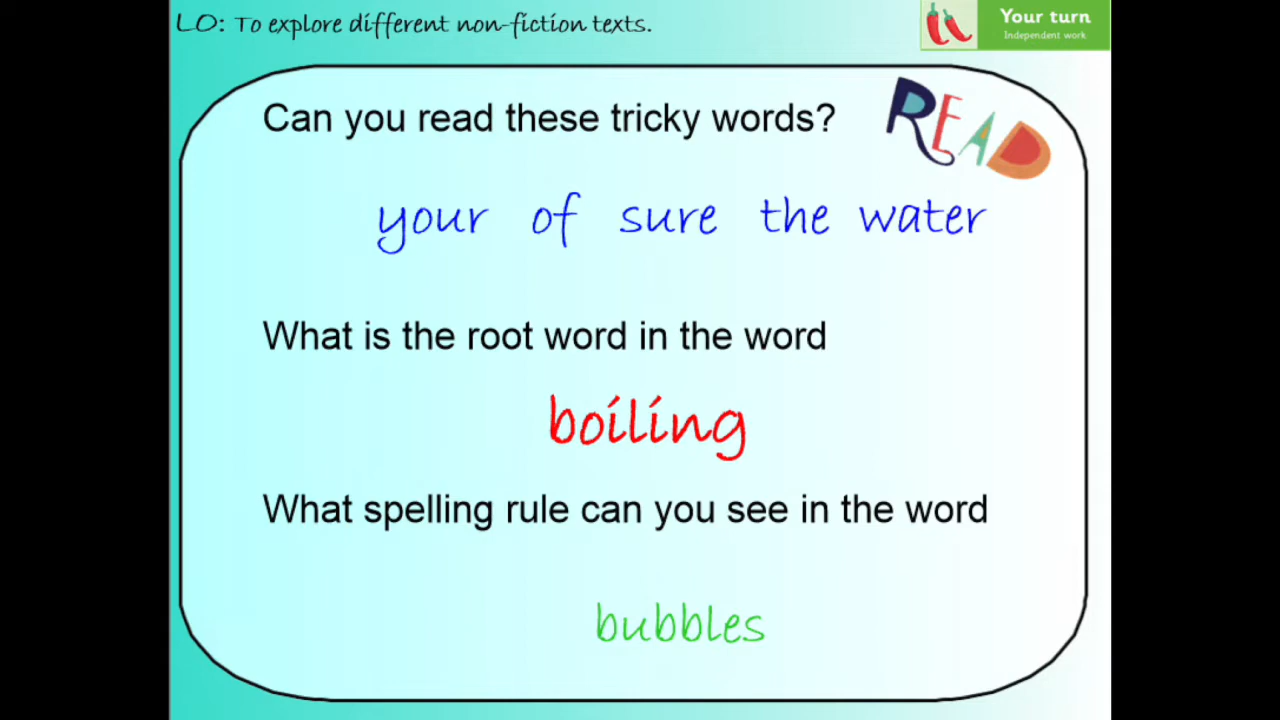 LO: To explore different non-fiction texts.
Your turn
Independent work
Can you read these tricky words?
READ
your of sure the water
What is the root word in the word
boiling
What spelling rule can you see in the word
bubbles